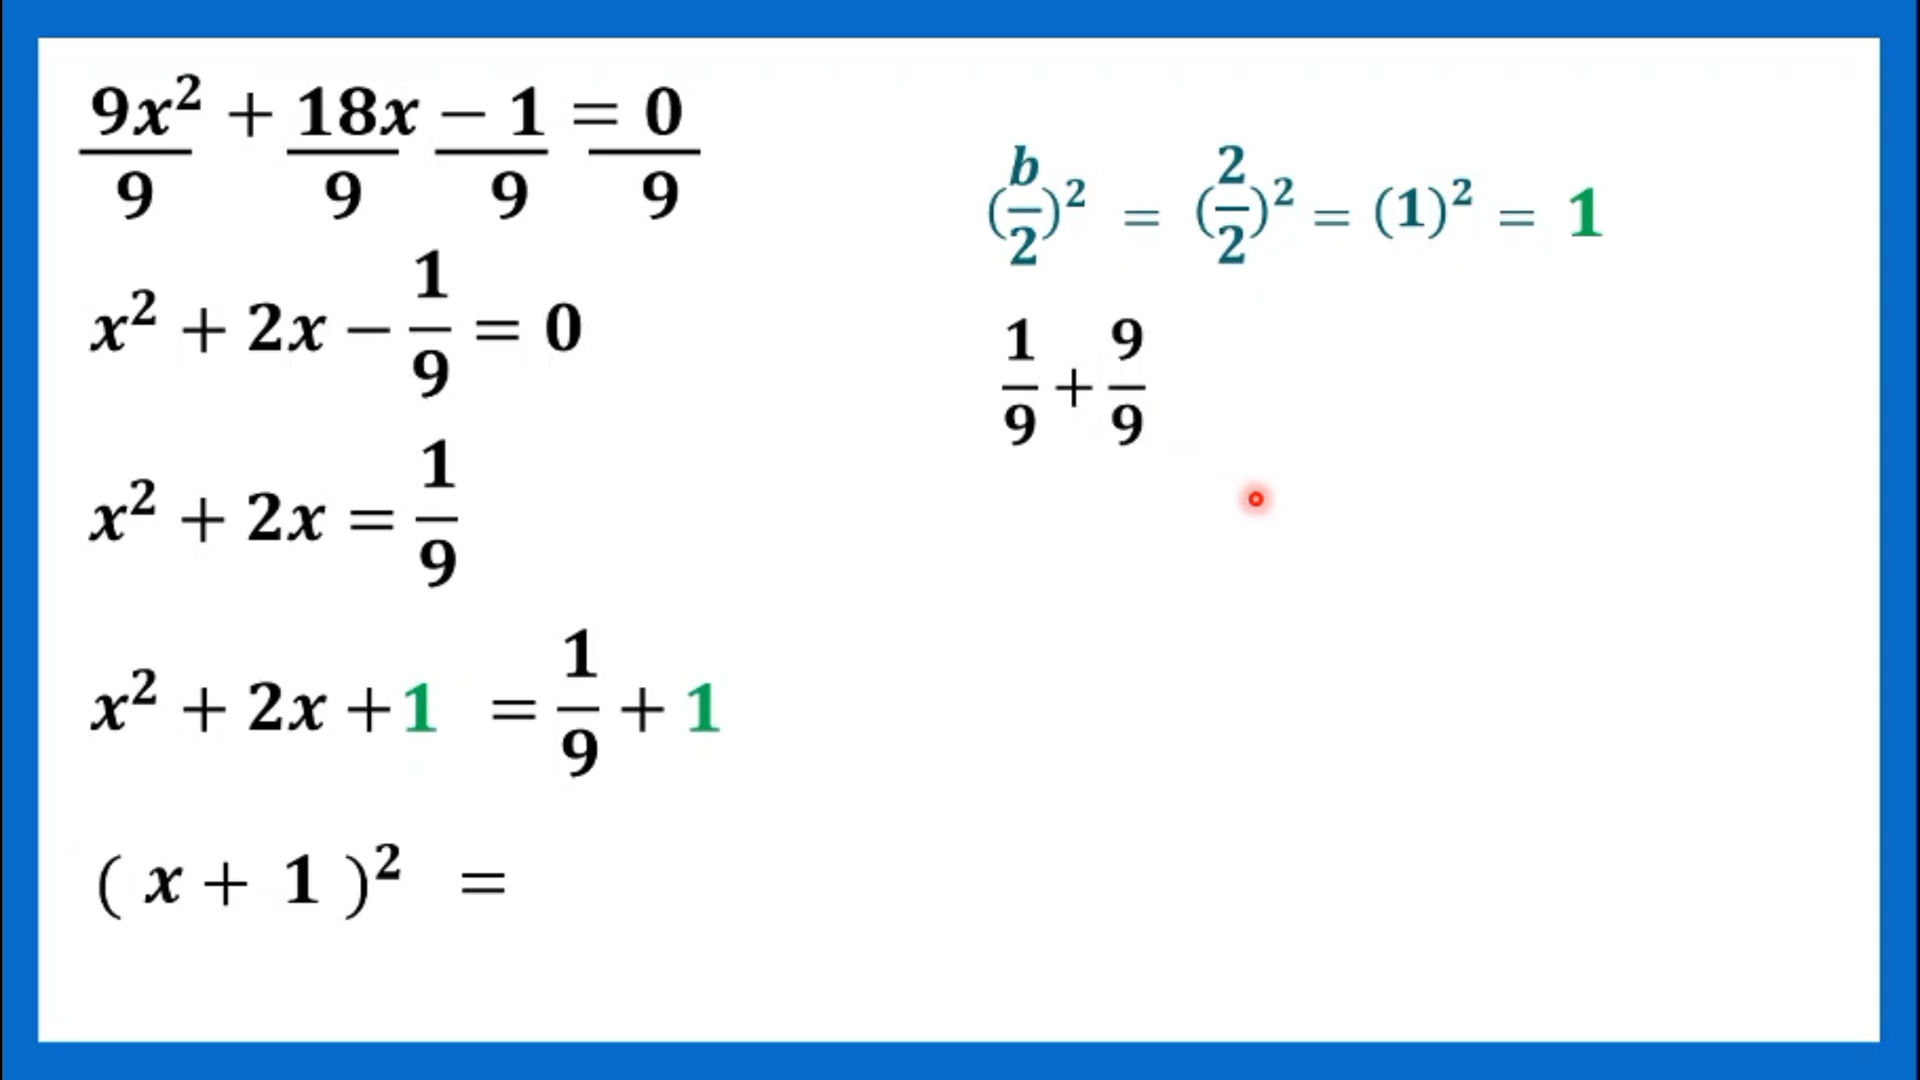 9x² + 18x − 1 = 0
9 9 9 9
x² + 2x − 1/9 = 0
x² + 2x = 1/9
x² + 2x + 1 = 1/9 + 1
( x + 1 )² =
(b/2)² = (2/2)² = (1)² = 1
1/9 + 9/9